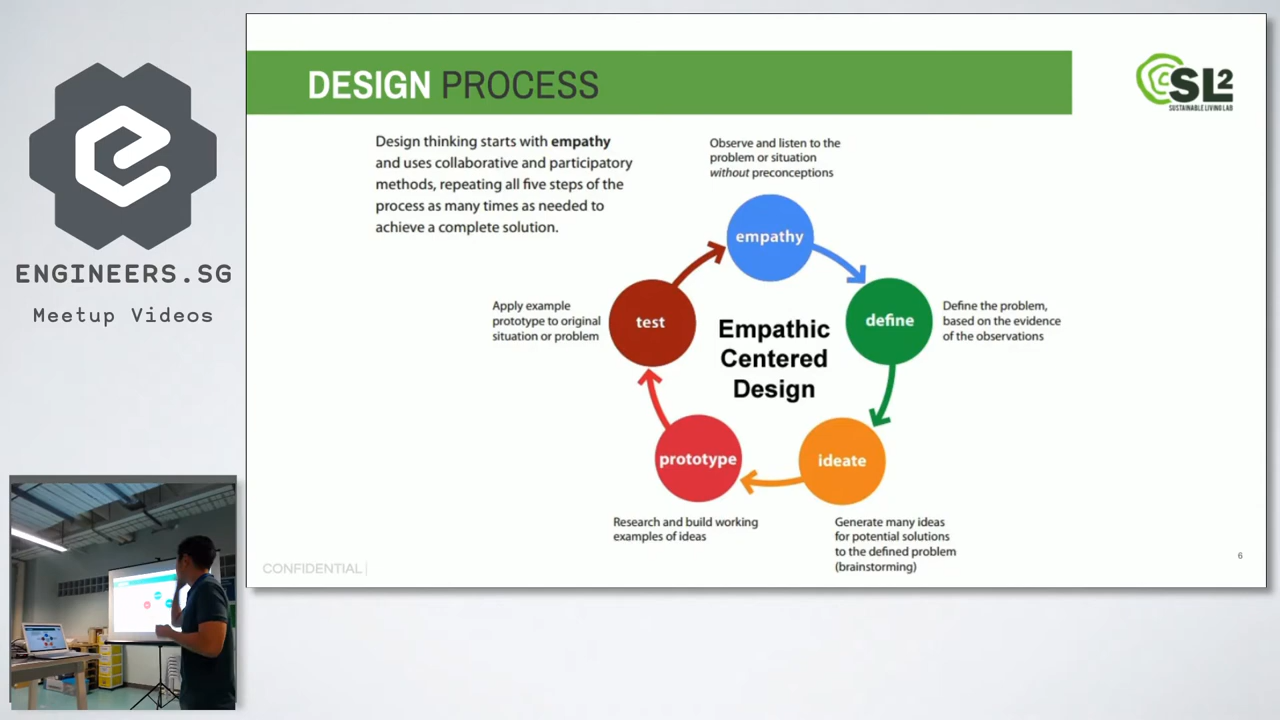 ENGINEERS.SG
Meetup Videos
DESIGN PROCESS
SL2
SUSTAINABLE LIVING LAB
Design thinking starts with empathy
and uses collaborative and participatory
methods, repeating all five steps of the
process as many times as needed to
achieve a complete solution.
Observe and listen to the
problem or situation
without preconceptions
empathy
Define the problem,
based on the evidence
of the observations
define
Empathic
Centered
Design
Apply example
prototype to original
situation or problem
test
prototype
ideate
Research and build working
examples of ideas
Generate many ideas
for potential solutions
to the defined problem
(brainstorming)
CONFIDENTIAL
6